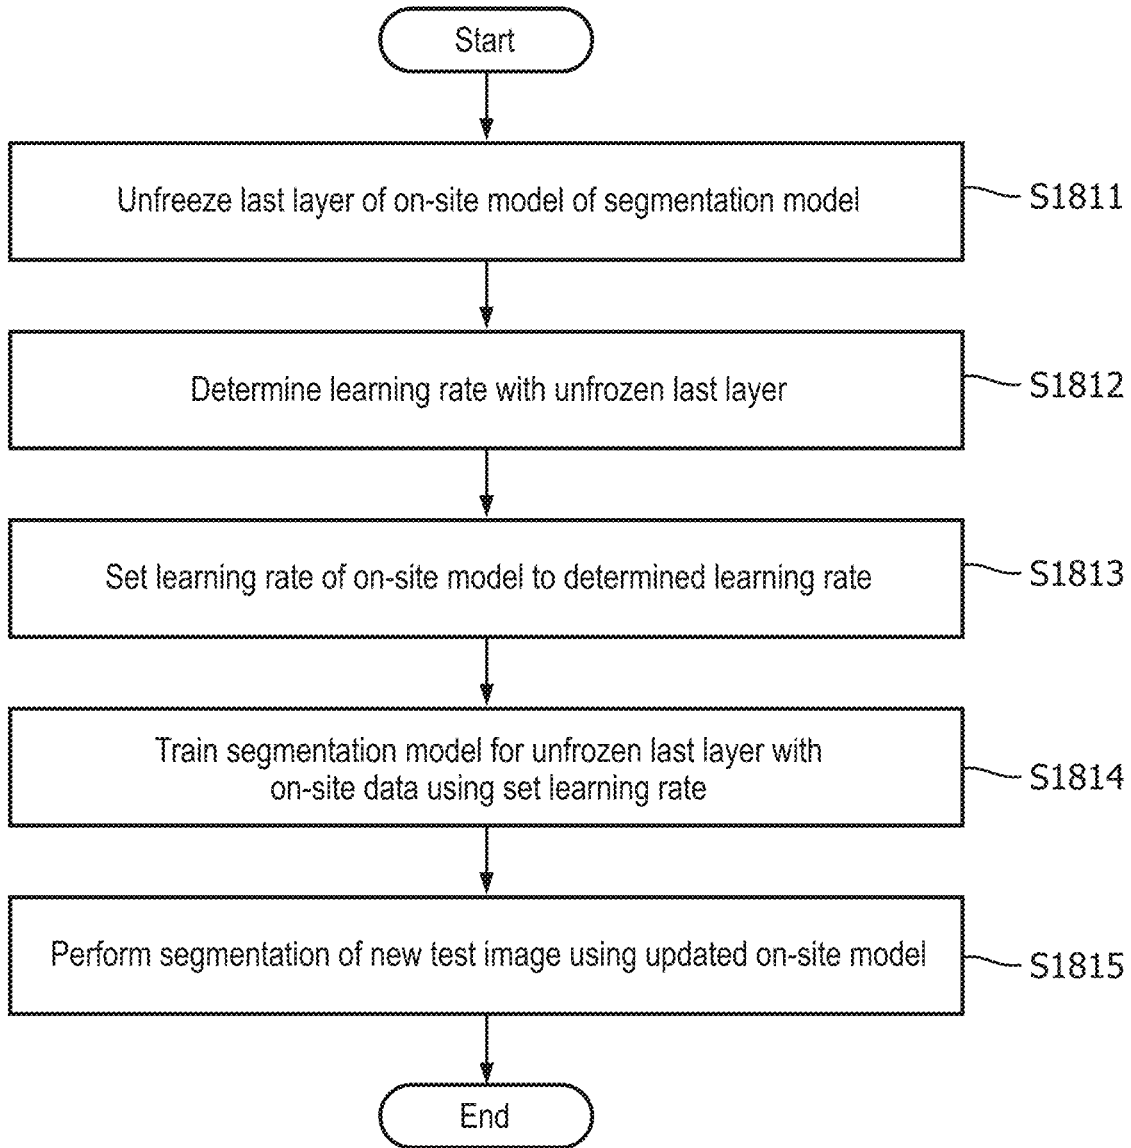 Start
Unfreeze last layer of on-site model of segmentation model
S1811
Determine learning rate with unfrozen last layer
S1812
Set learning rate of on-site model to determined learning rate
S1813
Train segmentation model for unfrozen last layer with
on-site data using set learning rate
S1814
Perform segmentation of new test image using updated on-site model
S1815
End